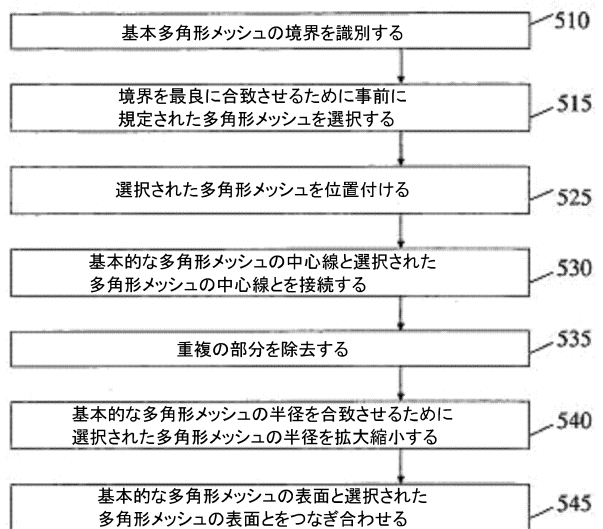 基本多角形メッシュの境界を識別する
510
境界を最良に合致させるために事前に
規定された多角形メッシュを選択する
515
選択された多角形メッシュを位置付ける
525
基本的な多角形メッシュの中心線と選択された
多角形メッシュの中心線とを接続する
530
重複の部分を除去する
535
基本的な多角形メッシュの半径を合致させるために
選択された多角形メッシュの半径を拡大縮小する
540
基本的な多角形メッシュの表面と選択された
多角形メッシュの表面とをつなぎ合わせる
545